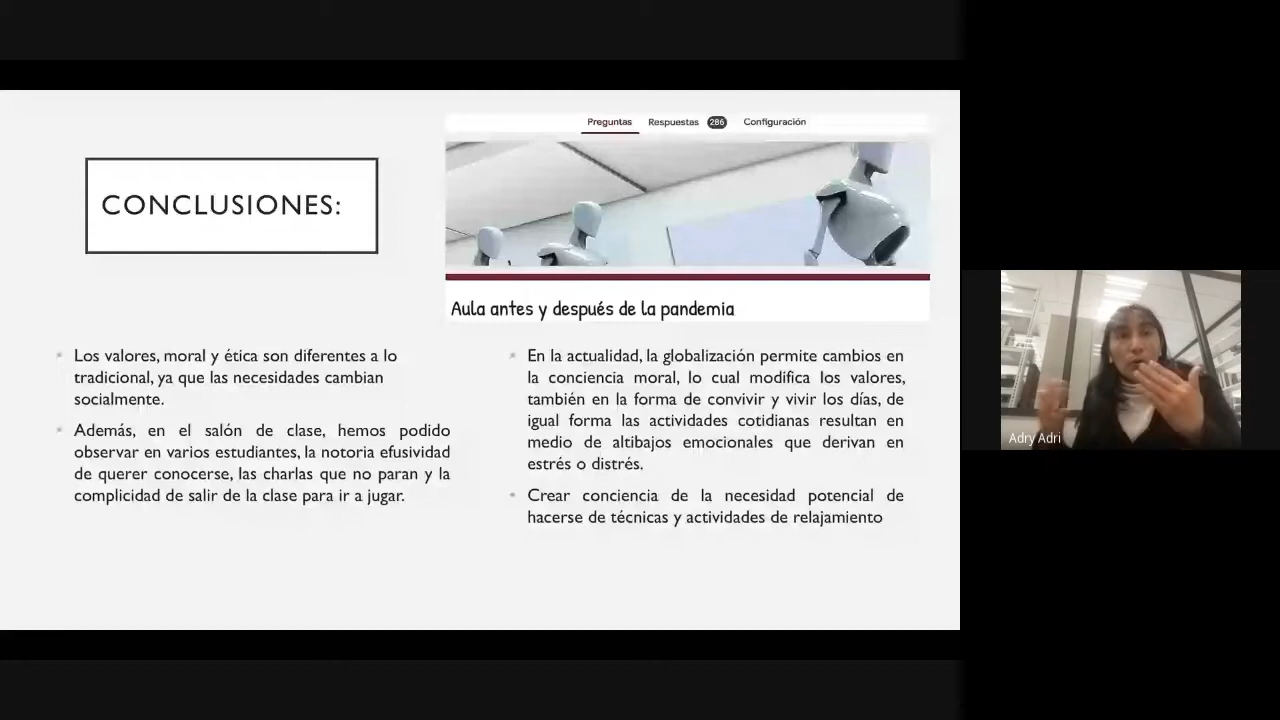 Preguntas Respuestas 286 Configuración
CONCLUSIONES:
Aula antes y después de la pandemia
Los valores, moral y ética son diferentes a lo
tradicional, ya que las necesidades cambian
socialmente.
Además, en el salón de clase, hemos podido
observar en varios estudiantes, la notoria efusividad
de querer conocerse, las charlas que no paran y la
complicidad de salir de la clase para ir a jugar.
En la actualidad, la globalización permite cambios en
la conciencia moral, lo cual modifica los valores,
también en la forma de convivir y vivir los días, de
igual forma las actividades cotidianas resultan en
medio de altibajos emocionales que derivan en
estrés o distrés.
Crear conciencia de la necesidad potencial de
hacerse de técnicas y actividades de relajamiento
Adry Adri